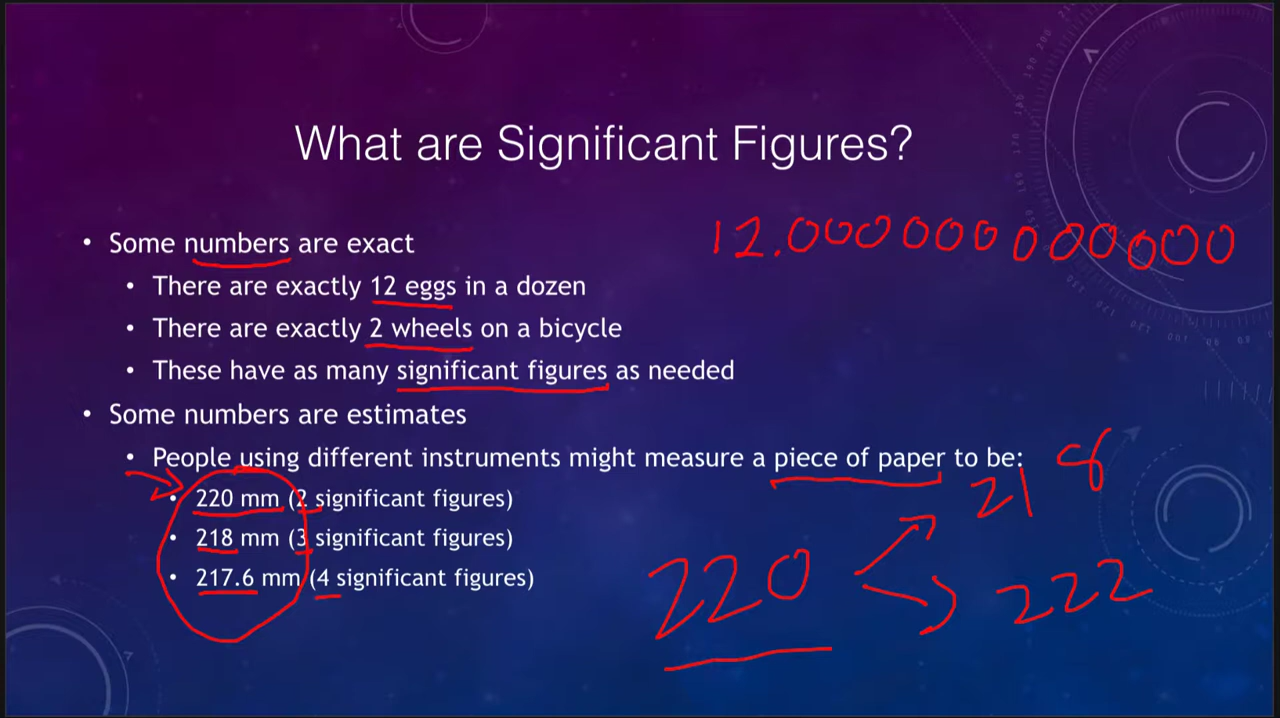 What are Significant Figures?
12.000000000000
• Some numbers are exact
• There are exactly 12 eggs in a dozen
• There are exactly 2 wheels on a bicycle
• These have as many significant figures as needed
• Some numbers are estimates
• People using different instruments might measure a piece of paper to be:
218
• 220 mm (2 significant figures)
• 218 mm (3 significant figures)
• 217.6 mm (4 significant figures)
220
222